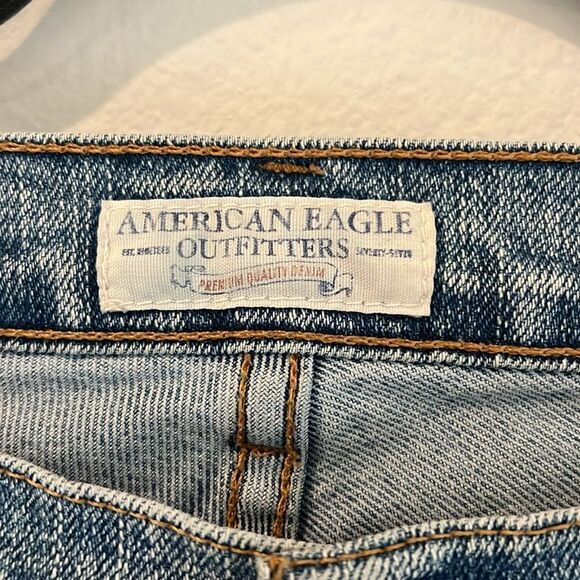 AMERICAN EAGLE
EST. NINETEEN OUTFITTERS SEVENTY-SEVEN
PREMIUM QUALITY DENIM